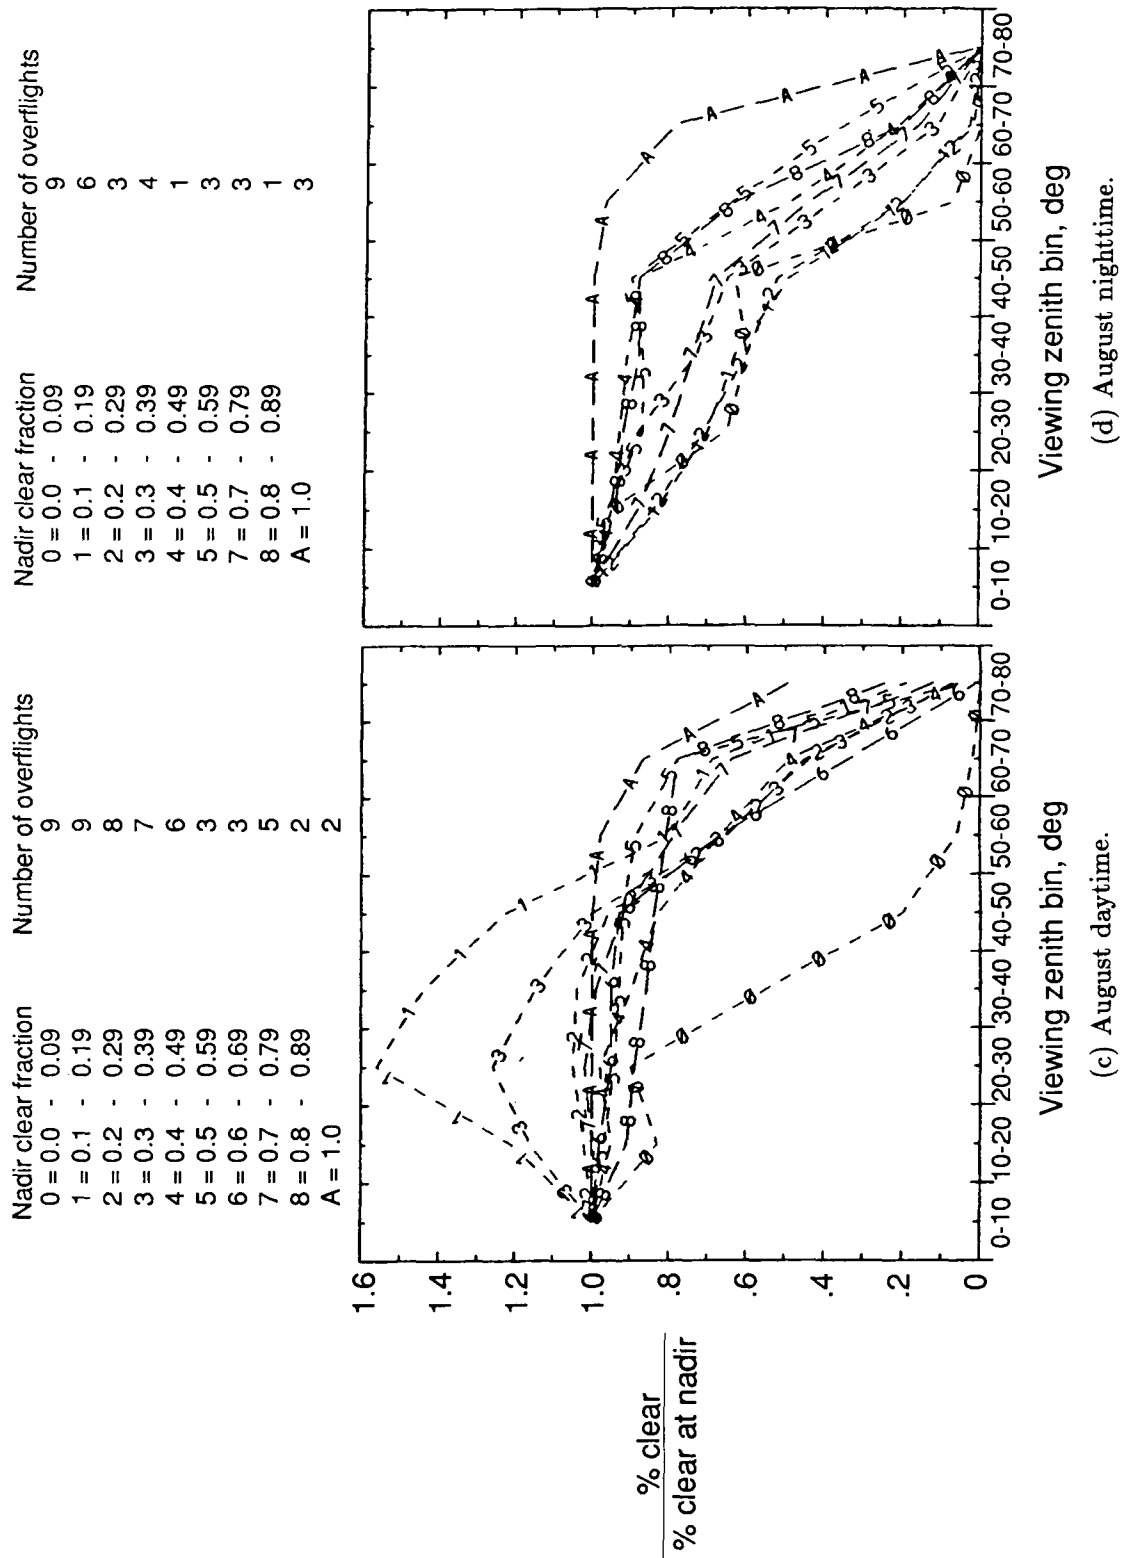 Nadir clear fraction Number of overflights
0 = 0.0 - 0.09 9
1 = 0.1 - 0.19 9
2 = 0.2 - 0.29 8
3 = 0.3 - 0.39 7
4 = 0.4 - 0.49 6
5 = 0.5 - 0.59 3
6 = 0.6 - 0.69 3
7 = 0.7 - 0.79 5
8 = 0.8 - 0.89 2
A = 1.0 2
% clear
% clear at nadir
1.6
1.4
1.2
1.0
.8
.6
.4
.2
0
0-10 10-20 20-30 30-40 40-50 50-60 60-70 70-80
Viewing zenith bin, deg
(c) August daytime.
Nadir clear fraction Number of overflights
0 = 0.0 - 0.09 9
1 = 0.1 - 0.19 6
2 = 0.2 - 0.29 3
3 = 0.3 - 0.39 4
4 = 0.4 - 0.49 1
5 = 0.5 - 0.59 3
7 = 0.7 - 0.79 3
8 = 0.8 - 0.89 1
A = 1.0 3
0-10 10-20 20-30 30-40 40-50 50-60 60-70 70-80
Viewing zenith bin, deg
(d) August nighttime.